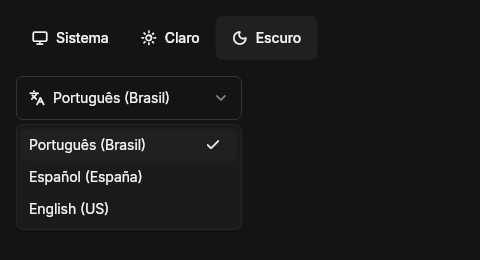 Sistema Claro Escuro
Português (Brasil)
Português (Brasil)
Español (España)
English (US)